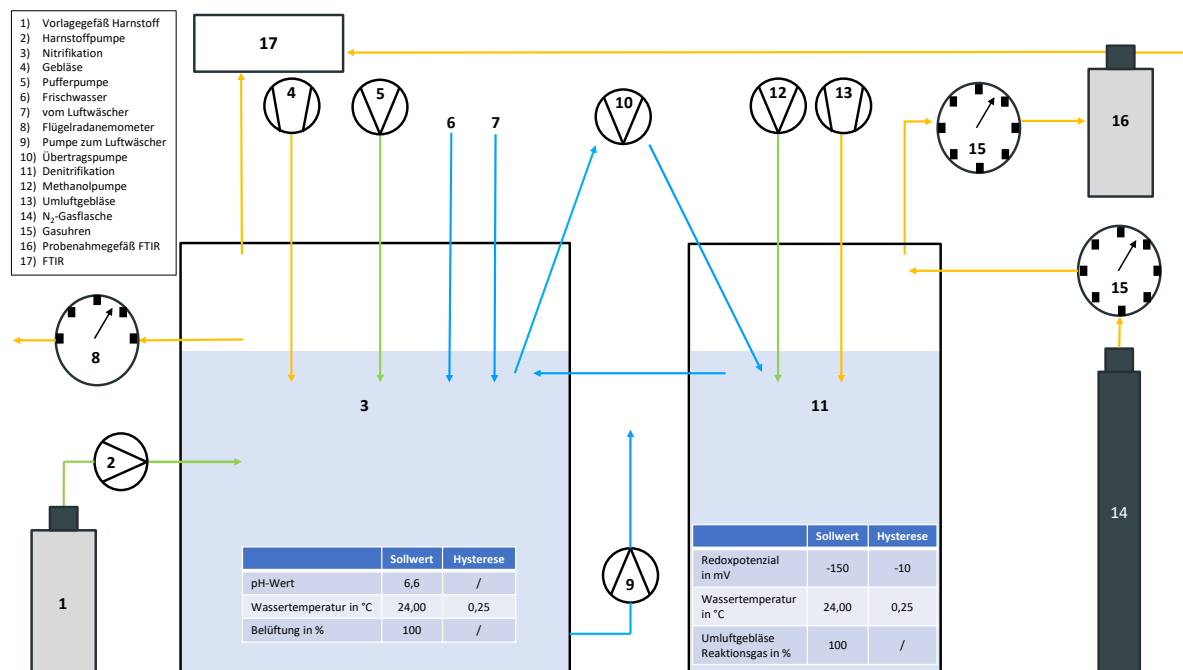 1) Vorlagegefäß Harnstoff
2) Harnstoffpumpe
3) Nitrifikation
4) Gebläse
5) Pufferpumpe
6) Frischwasser
7) vom Luftwäscher
8) Flügelradanemometer
9) Pumpe zum Luftwäscher
10) Übertragspumpe
11) Denitrifikation
12) Methanolpumpe
13) Umluftgebläse
14) N₂-Gasflasche
15) Gasuhren
16) Probenahmegefäß FTIR
17) FTIR
17
4
5
6
7
10
12
13
15
16
15
8
3
11
2
1
9
14
Sollwert Hysterese
pH-Wert 6,6 /
Wassertemperatur in °C 24,00 0,25
Belüftung in % 100 /
Sollwert Hysterese
Redoxpotenzial
in mV -150 -10
Wassertemperatur
in °C 24,00 0,25
Umluftgebläse
Reaktionsgas in % 100 /